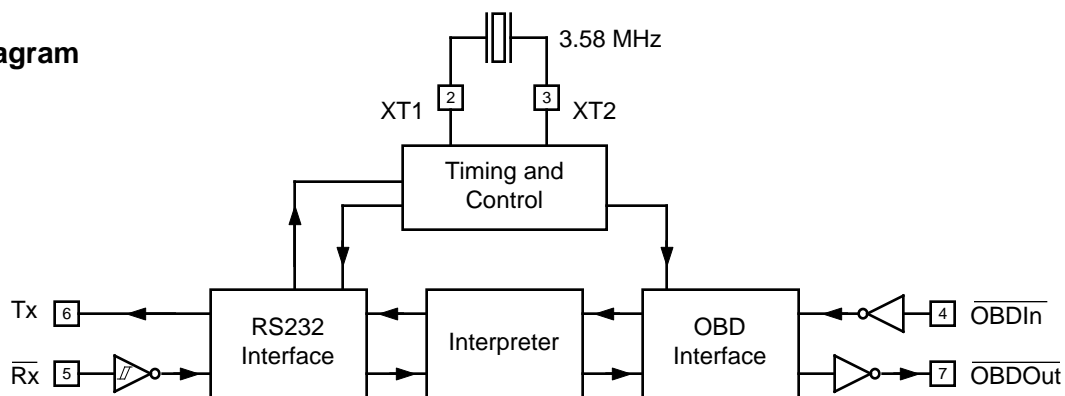 agram
3.58 MHz
2
3
XT1
XT2
Timing and
Control
Tx
6
RS232
Interface
Interpreter
OBD
Interface
4
OBDIn
Rx
5
7
OBDOut